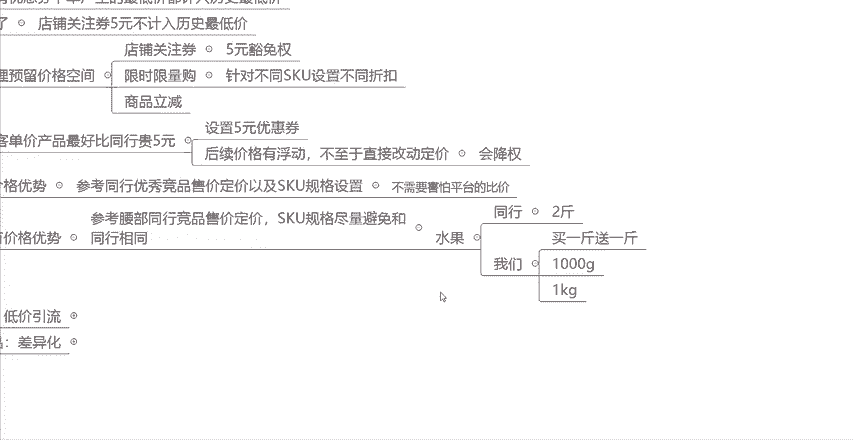 店铺关注券5元不计入历史最低价
店铺关注券
5元豁免权
理预留价格空间
限时限量购
针对不同SKU设置不同折扣
商品立减
客单价产品最好比同行贵5元
设置5元优惠券
后续价格有浮动，不至于直接改动定价
会降权
价格优势
参考同行优秀竞品售价定价以及SKU规格设置
不需要害怕平台的比价
有价格优势
参考腰部同行竞品售价定价，SKU规格尽量避免和
同行相同
水果
同行
2斤
我们
买一斤送一斤
1000g
1kg
低价引流
品：差异化